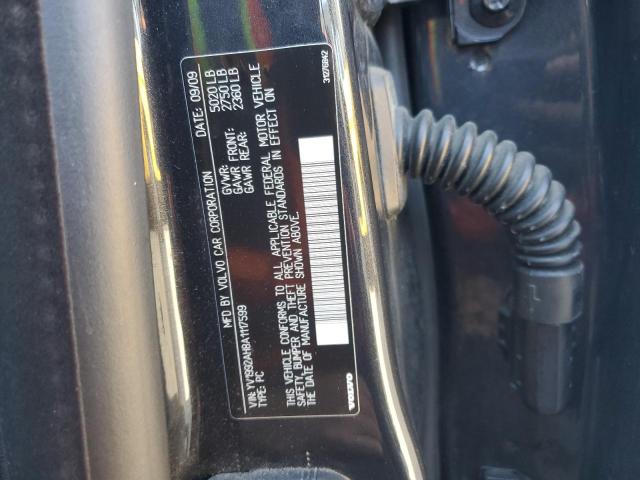 MFD BY VOLVO CAR CORPORATION DATE: 09/09
GVWR: 5020 LB
GAWR FRONT: 2750 LB
GAWR REAR: 2360 LB
VIN: YV1992AH8A1117599
TYPE: PC
THIS VEHICLE CONFORMS TO ALL APPLICABLE FEDERAL MOTOR VEHICLE
SAFETY, BUMPER AND THEFT PREVENTION STANDARDS IN EFFECT ON
THE DATE OF MANUFACTURE SHOWN ABOVE.
VOLVO
31276942